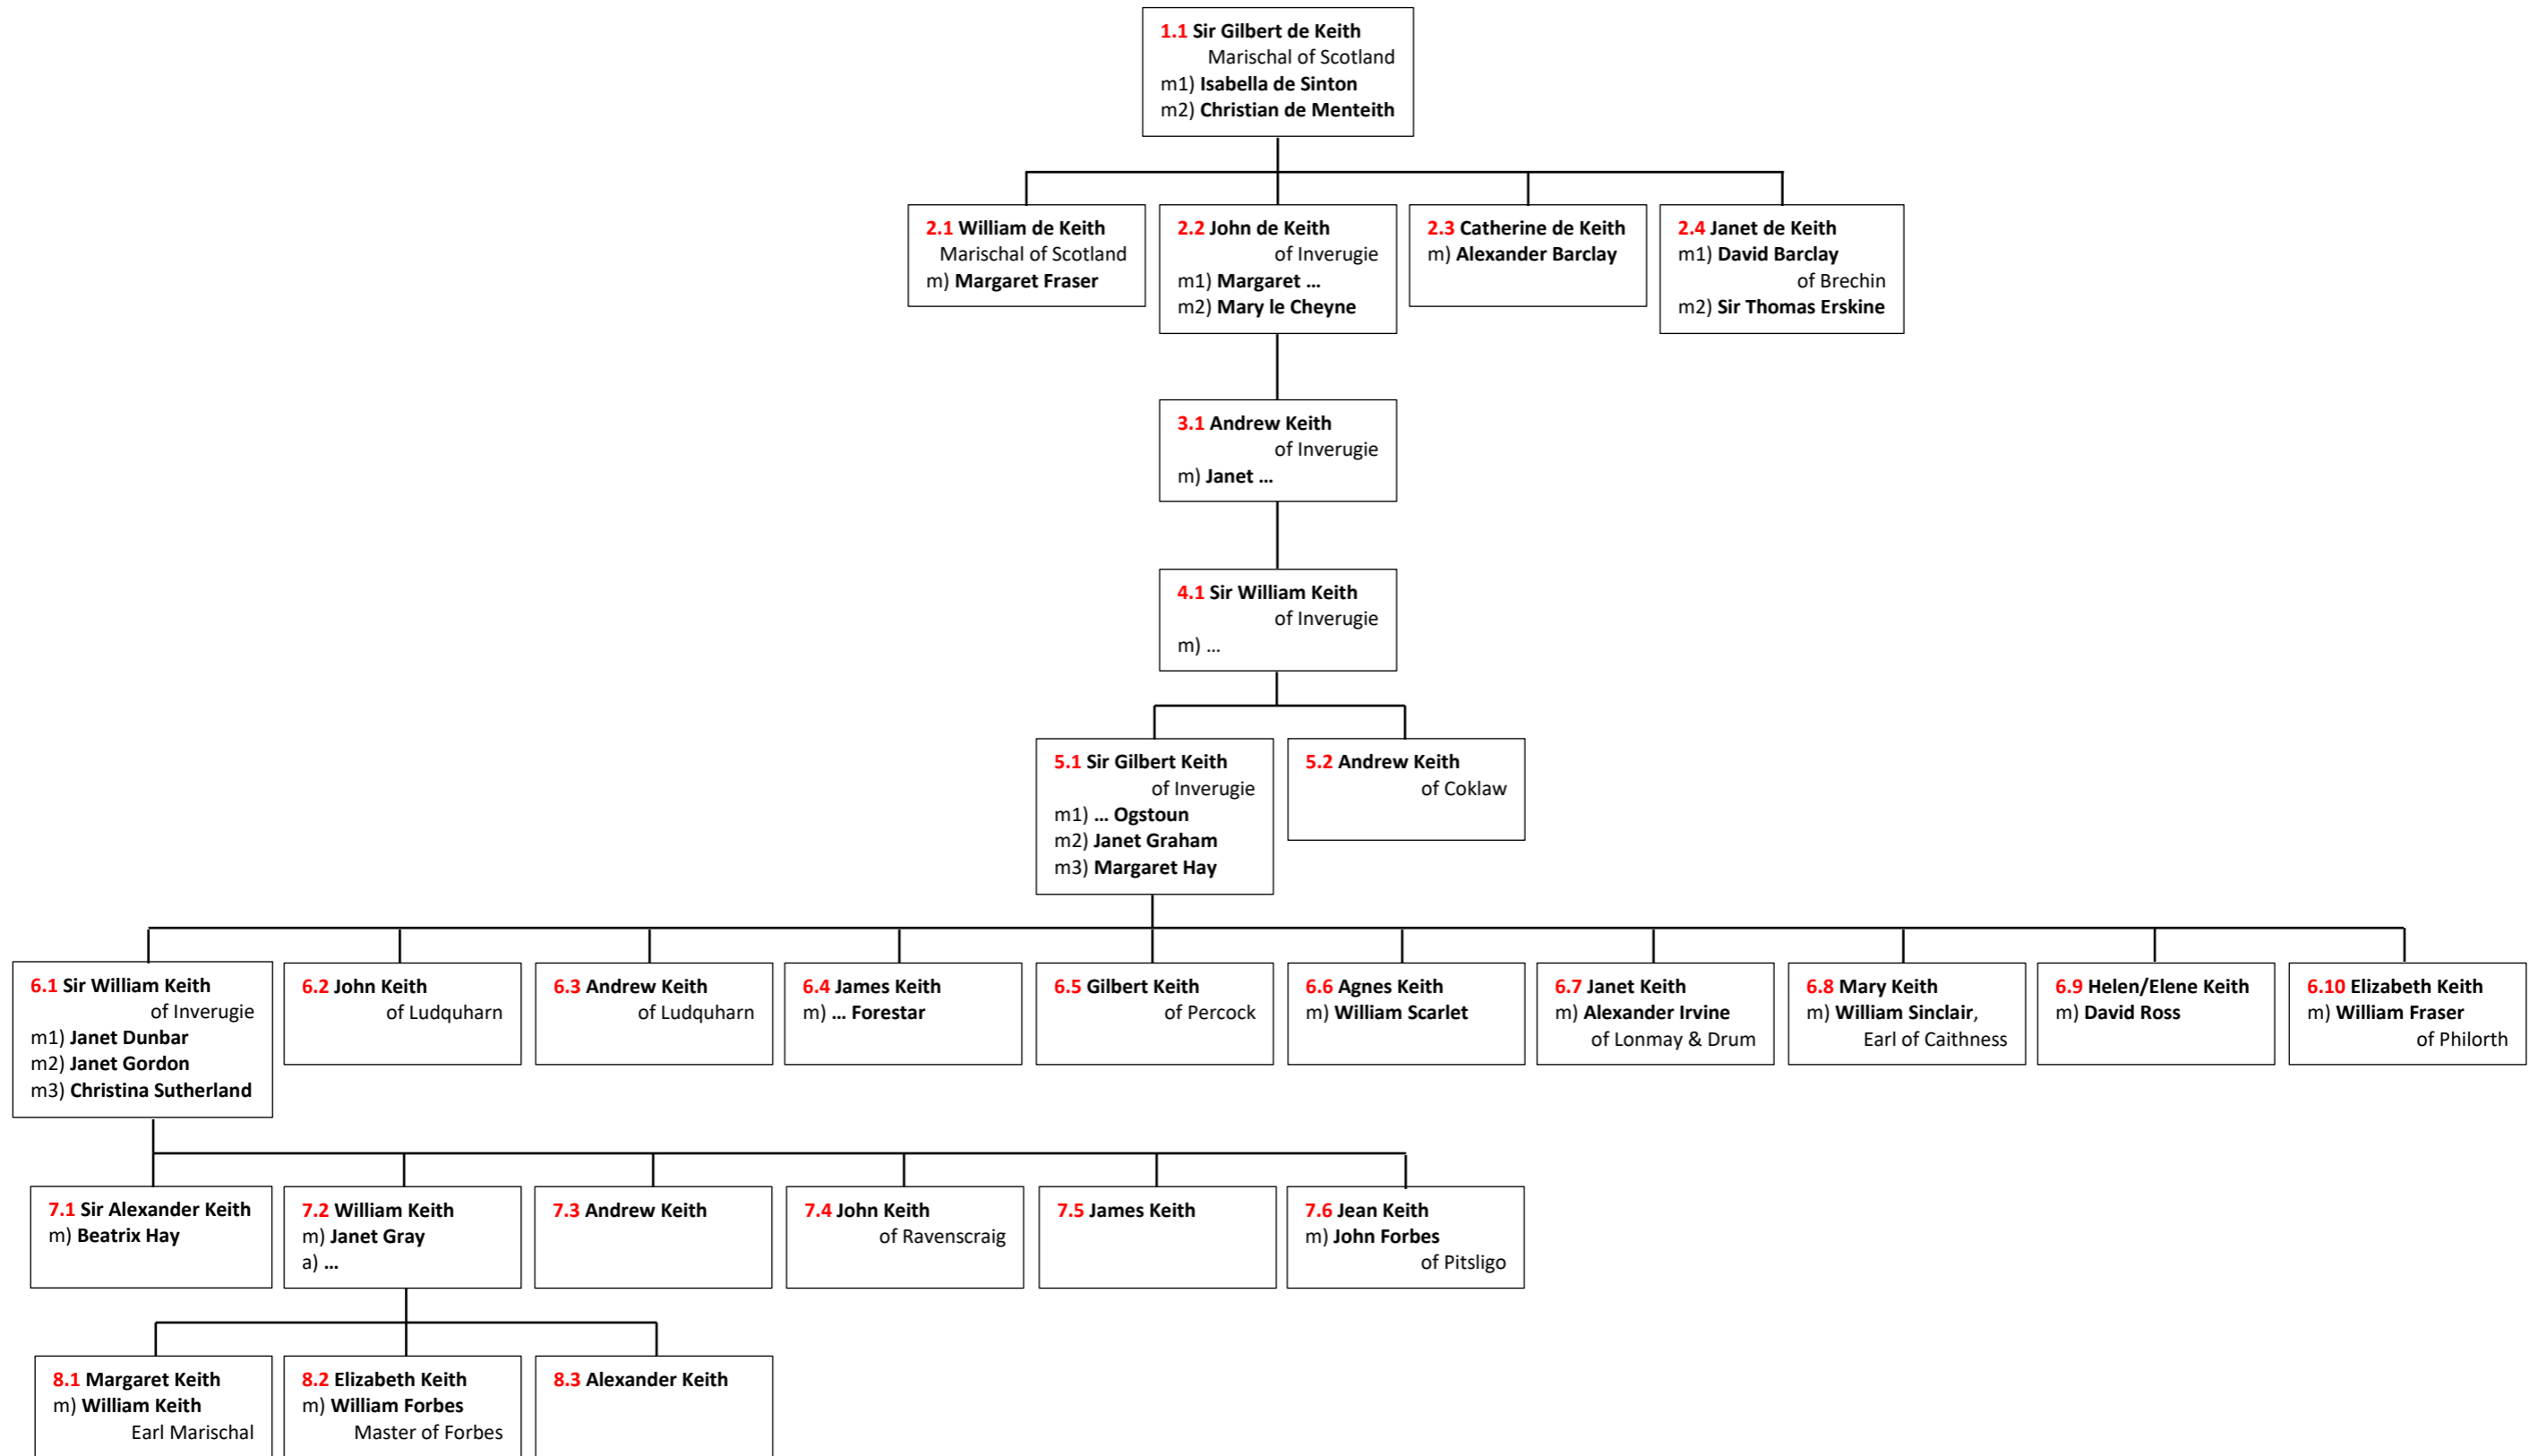 1.1 Sir Gilbert de Keith
Marischal of Scotland
m1) Isabella de Sinton
m2) Christian de Menteith
2.1 William de Keith
Marischal of Scotland
m) Margaret Fraser
2.2 John de Keith
of Inverugie
m1) Margaret ...
m2) Mary le Cheyne
2.3 Catherine de Keith
m) Alexander Barclay
2.4 Janet de Keith
m1) David Barclay
of Brechin
m2) Sir Thomas Erskine
3.1 Andrew Keith
of Inverugie
m) Janet ...
4.1 Sir William Keith
of Inverugie
m) ...
5.1 Sir Gilbert Keith
of Inverugie
m1) ... Ogstoun
m2) Janet Graham
m3) Margaret Hay
5.2 Andrew Keith
of Coklaw
6.1 Sir William Keith
of Inverugie
m1) Janet Dunbar
m2) Janet Gordon
m3) Christina Sutherland
6.2 John Keith
of Ludquharn
6.3 Andrew Keith
of Ludquharn
6.4 James Keith
m) ... Forestar
6.5 Gilbert Keith
of Percock
6.6 Agnes Keith
m) William Scarlet
6.7 Janet Keith
m) Alexander Irvine
of Lonmay & Drum
6.8 Mary Keith
m) William Sinclair,
Earl of Caithness
6.9 Helen/Elene Keith
m) David Ross
6.10 Elizabeth Keith
m) William Fraser
of Philorth
7.1 Sir Alexander Keith
m) Beatrix Hay
7.2 William Keith
m) Janet Gray
a) ...
7.3 Andrew Keith
7.4 John Keith
of Ravenscraig
7.5 James Keith
7.6 Jean Keith
m) John Forbes
of Pitsligo
8.1 Margaret Keith
m) William Keith
Earl Marischal
8.2 Elizabeth Keith
m) William Forbes
Master of Forbes
8.3 Alexander Keith